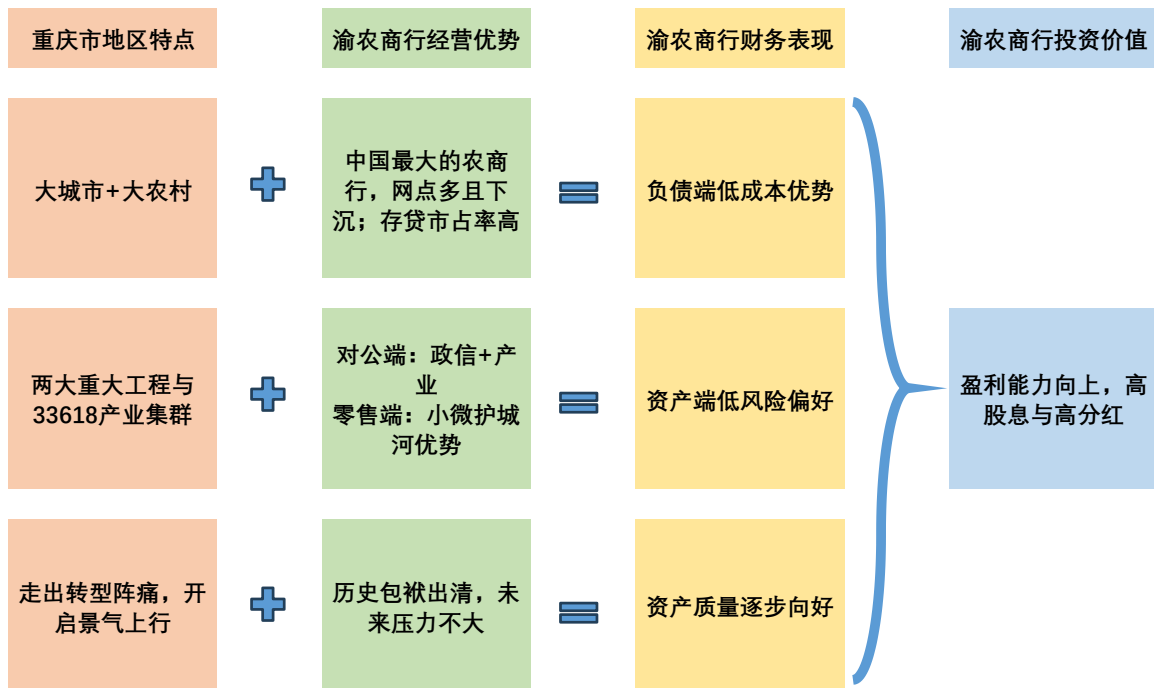 重庆市地区特点
渝农商行经营优势
渝农商行财务表现
渝农商行投资价值
大城市+大农村
中国最大的农商
行，网点多且下
沉；存贷市占率高
负债端低成本优势
两大重大工程与
33618产业集群
对公端：政信+产
业
零售端：小微护城
河优势
资产端低风险偏好
盈利能力向上，高
股息与高分红
走出转型阵痛，开
启景气上行
历史包袱出清，未
来压力不大
资产质量逐步向好